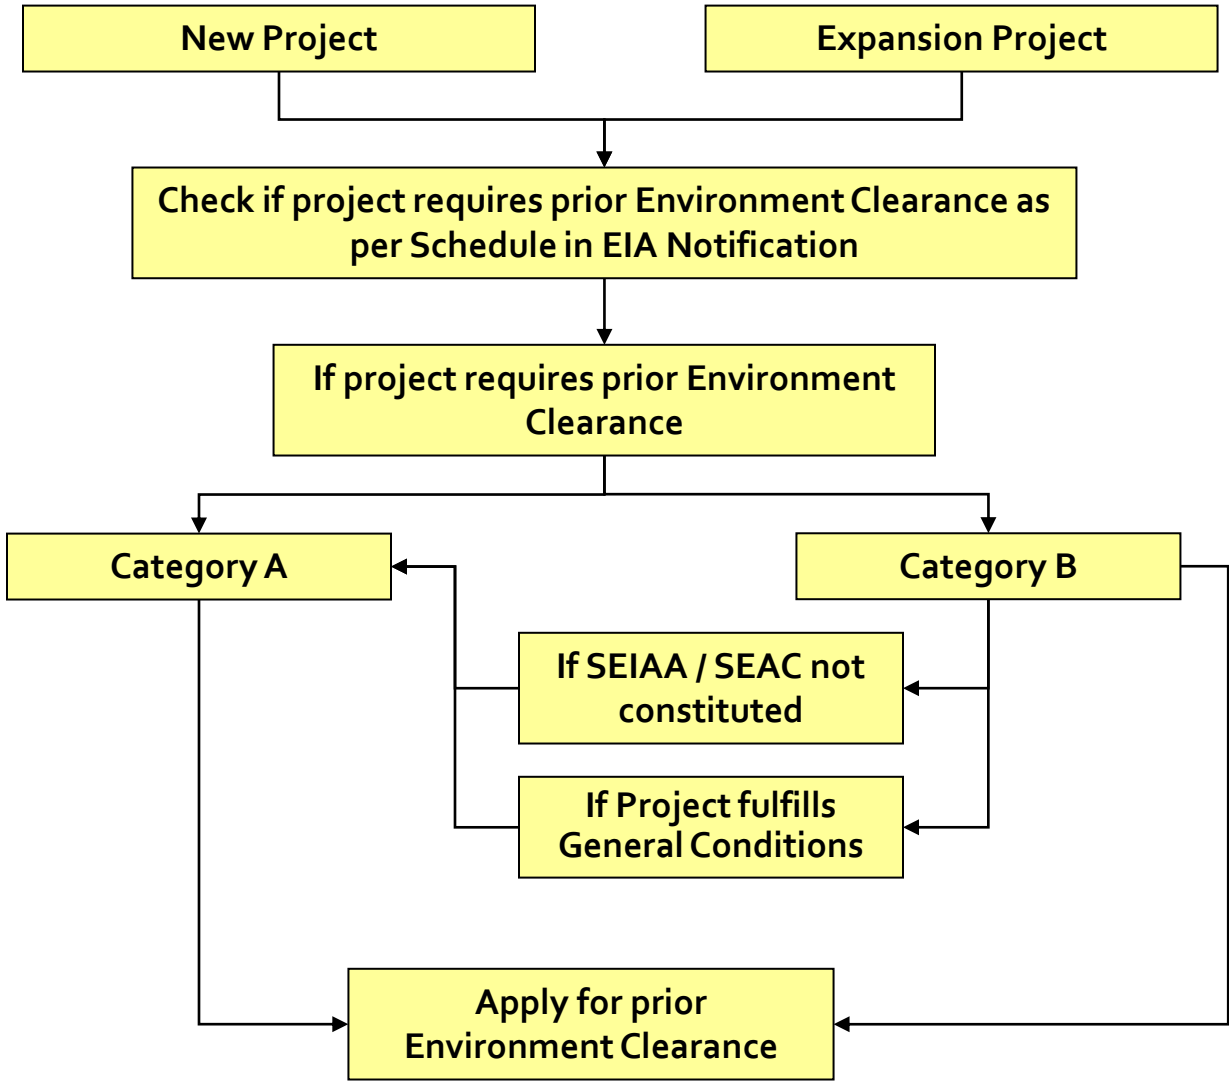 New Project
Expansion Project
Check if project requires prior Environment Clearance as
per Schedule in EIA Notification
If project requires prior Environment
Clearance
Category A
Category B
If SEIAA / SEAC not
constituted
If Project fulfills
General Conditions
Apply for prior
Environment Clearance